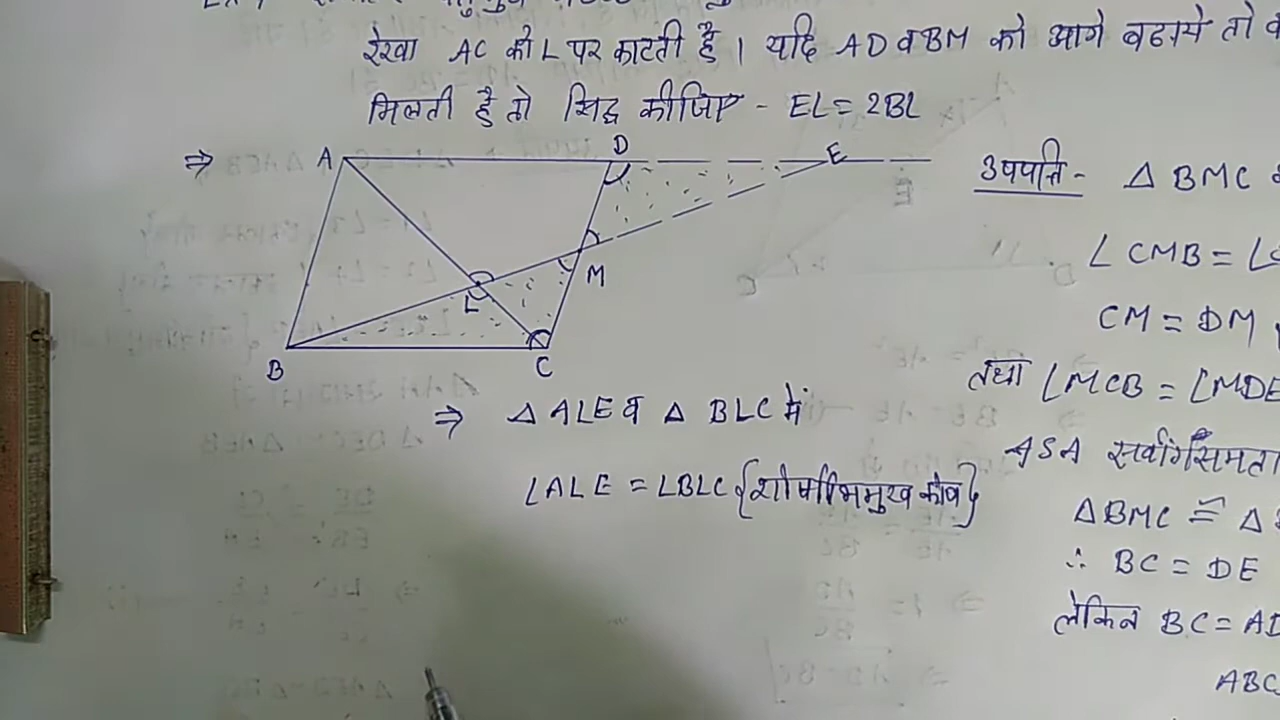 रेखा AC को L पर काटती है । यदि AD व BM को आगे बढाये तो
मिलती है तो सिद्ध कीजिए - EL = 2BL
⇒
A
D
E
L
M
B
C
⇒ △ ALE व △ BLC में
∠ALE = ∠BLC {शीर्षाभिमुख कोण}
उपपत्ति - △ BMC
∠CMB = ∠
CM = DM
तथा ∠MCB = ∠MDE
ASA सर्वांगसमता
△BMC ≅ △
∴ BC = DE
लेकिन BC = AD
ABC